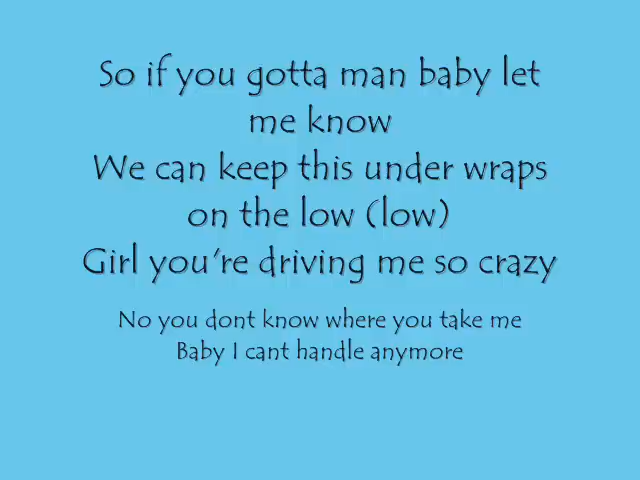 So if you gotta man baby let
me know
We can keep this under wraps
on the low (low)
Girl you're driving me so crazy
No you dont know where you take me
Baby I cant handle anymore